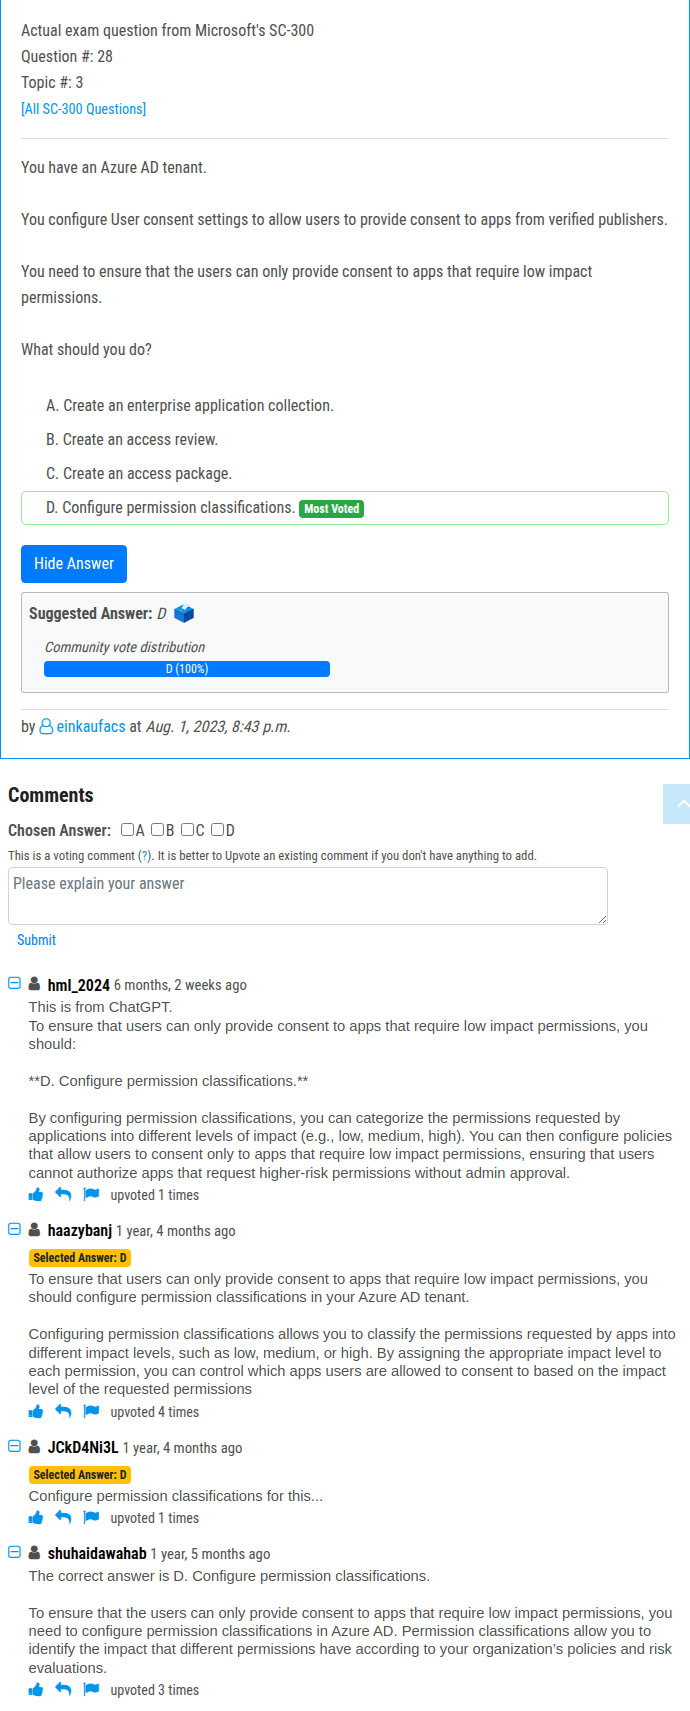 Actual exam question from Microsoft's SC-300
Question #: 28
Topic #: 3
[All SC-300 Questions]
You have an Azure AD tenant.
You configure User consent settings to allow users to provide consent to apps from verified publishers.
You need to ensure that the users can only provide consent to apps that require low impact
permissions.
What should you do?
A. Create an enterprise application collection.
B. Create an access review.
C. Create an access package.
D. Configure permission classifications. Most Voted
Hide Answer
Suggested Answer: D
Community vote distribution
D (100%)
by einkaufacs at Aug. 1, 2023, 8:43 p.m.
Comments
Chosen Answer: A B C D
This is a voting comment (?). It is better to Upvote an existing comment if you don't have anything to add.
Please explain your answer
Submit
hml_2024 6 months, 2 weeks ago
This is from ChatGPT.
To ensure that users can only provide consent to apps that require low impact permissions, you
should:
**D. Configure permission classifications.**
By configuring permission classifications, you can categorize the permissions requested by
applications into different levels of impact (e.g., low, medium, high). You can then configure policies
that allow users to consent only to apps that require low impact permissions, ensuring that users
cannot authorize apps that request higher-risk permissions without admin approval.
upvoted 1 times
haazybanj 1 year, 4 months ago
Selected Answer: D
To ensure that users can only provide consent to apps that require low impact permissions, you
should configure permission classifications in your Azure AD tenant.
Configuring permission classifications allows you to classify the permissions requested by apps into
different impact levels, such as low, medium, or high. By assigning the appropriate impact level to
each permission, you can control which apps users are allowed to consent to based on the impact
level of the requested permissions
upvoted 4 times
JCkD4Ni3L 1 year, 4 months ago
Selected Answer: D
Configure permission classifications for this...
upvoted 1 times
shuhaidawahab 1 year, 5 months ago
The correct answer is D. Configure permission classifications.
To ensure that the users can only provide consent to apps that require low impact permissions, you
need to configure permission classifications in Azure AD. Permission classifications allow you to
identify the impact that different permissions have according to your organization's policies and risk
evaluations.
upvoted 3 times